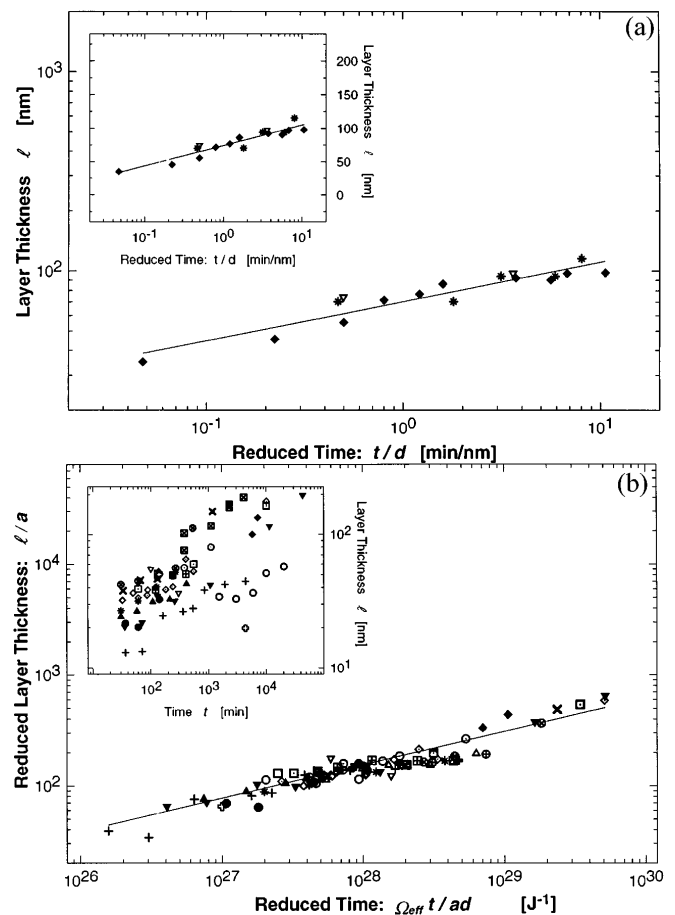 (a)
10³
10²
Layer Thickness ℓ [nm]
200
150
100
50
0
Layer Thickness ℓ [nm]
10⁻¹ 10⁰ 10¹
Reduced Time: t / d [min/nm]
10⁻¹ 10⁰ 10¹
Reduced Time: t / d [min/nm]
(b)
10⁴
10³
10²
Reduced Layer Thickness: ℓ / a
10²
10¹
Layer Thickness ℓ [nm]
10² 10³ 10⁴
Time t [min]
10²⁶ 10²⁷ 10²⁸ 10²⁹ 10³⁰
Reduced Time: Ωeff t / ad [J⁻¹]